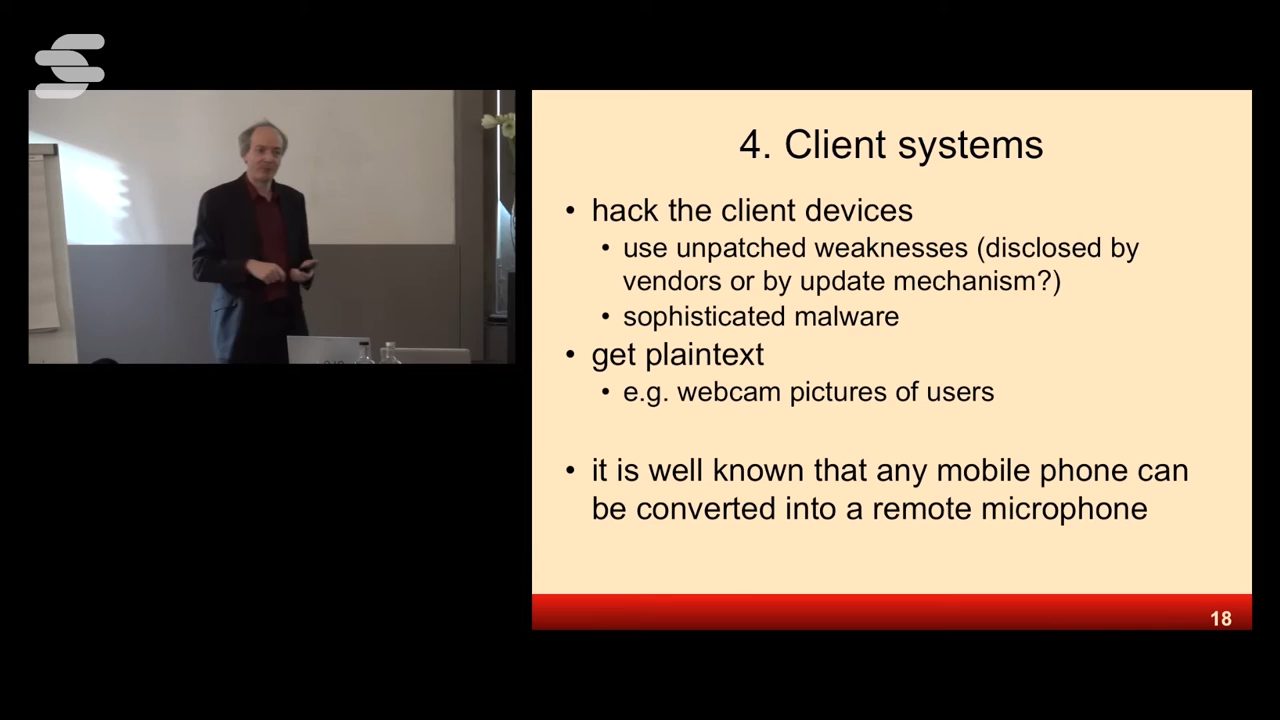 4. Client systems
• hack the client devices
• use unpatched weaknesses (disclosed by
vendors or by update mechanism?)
• sophisticated malware
• get plaintext
• e.g. webcam pictures of users
• it is well known that any mobile phone can
be converted into a remote microphone
18